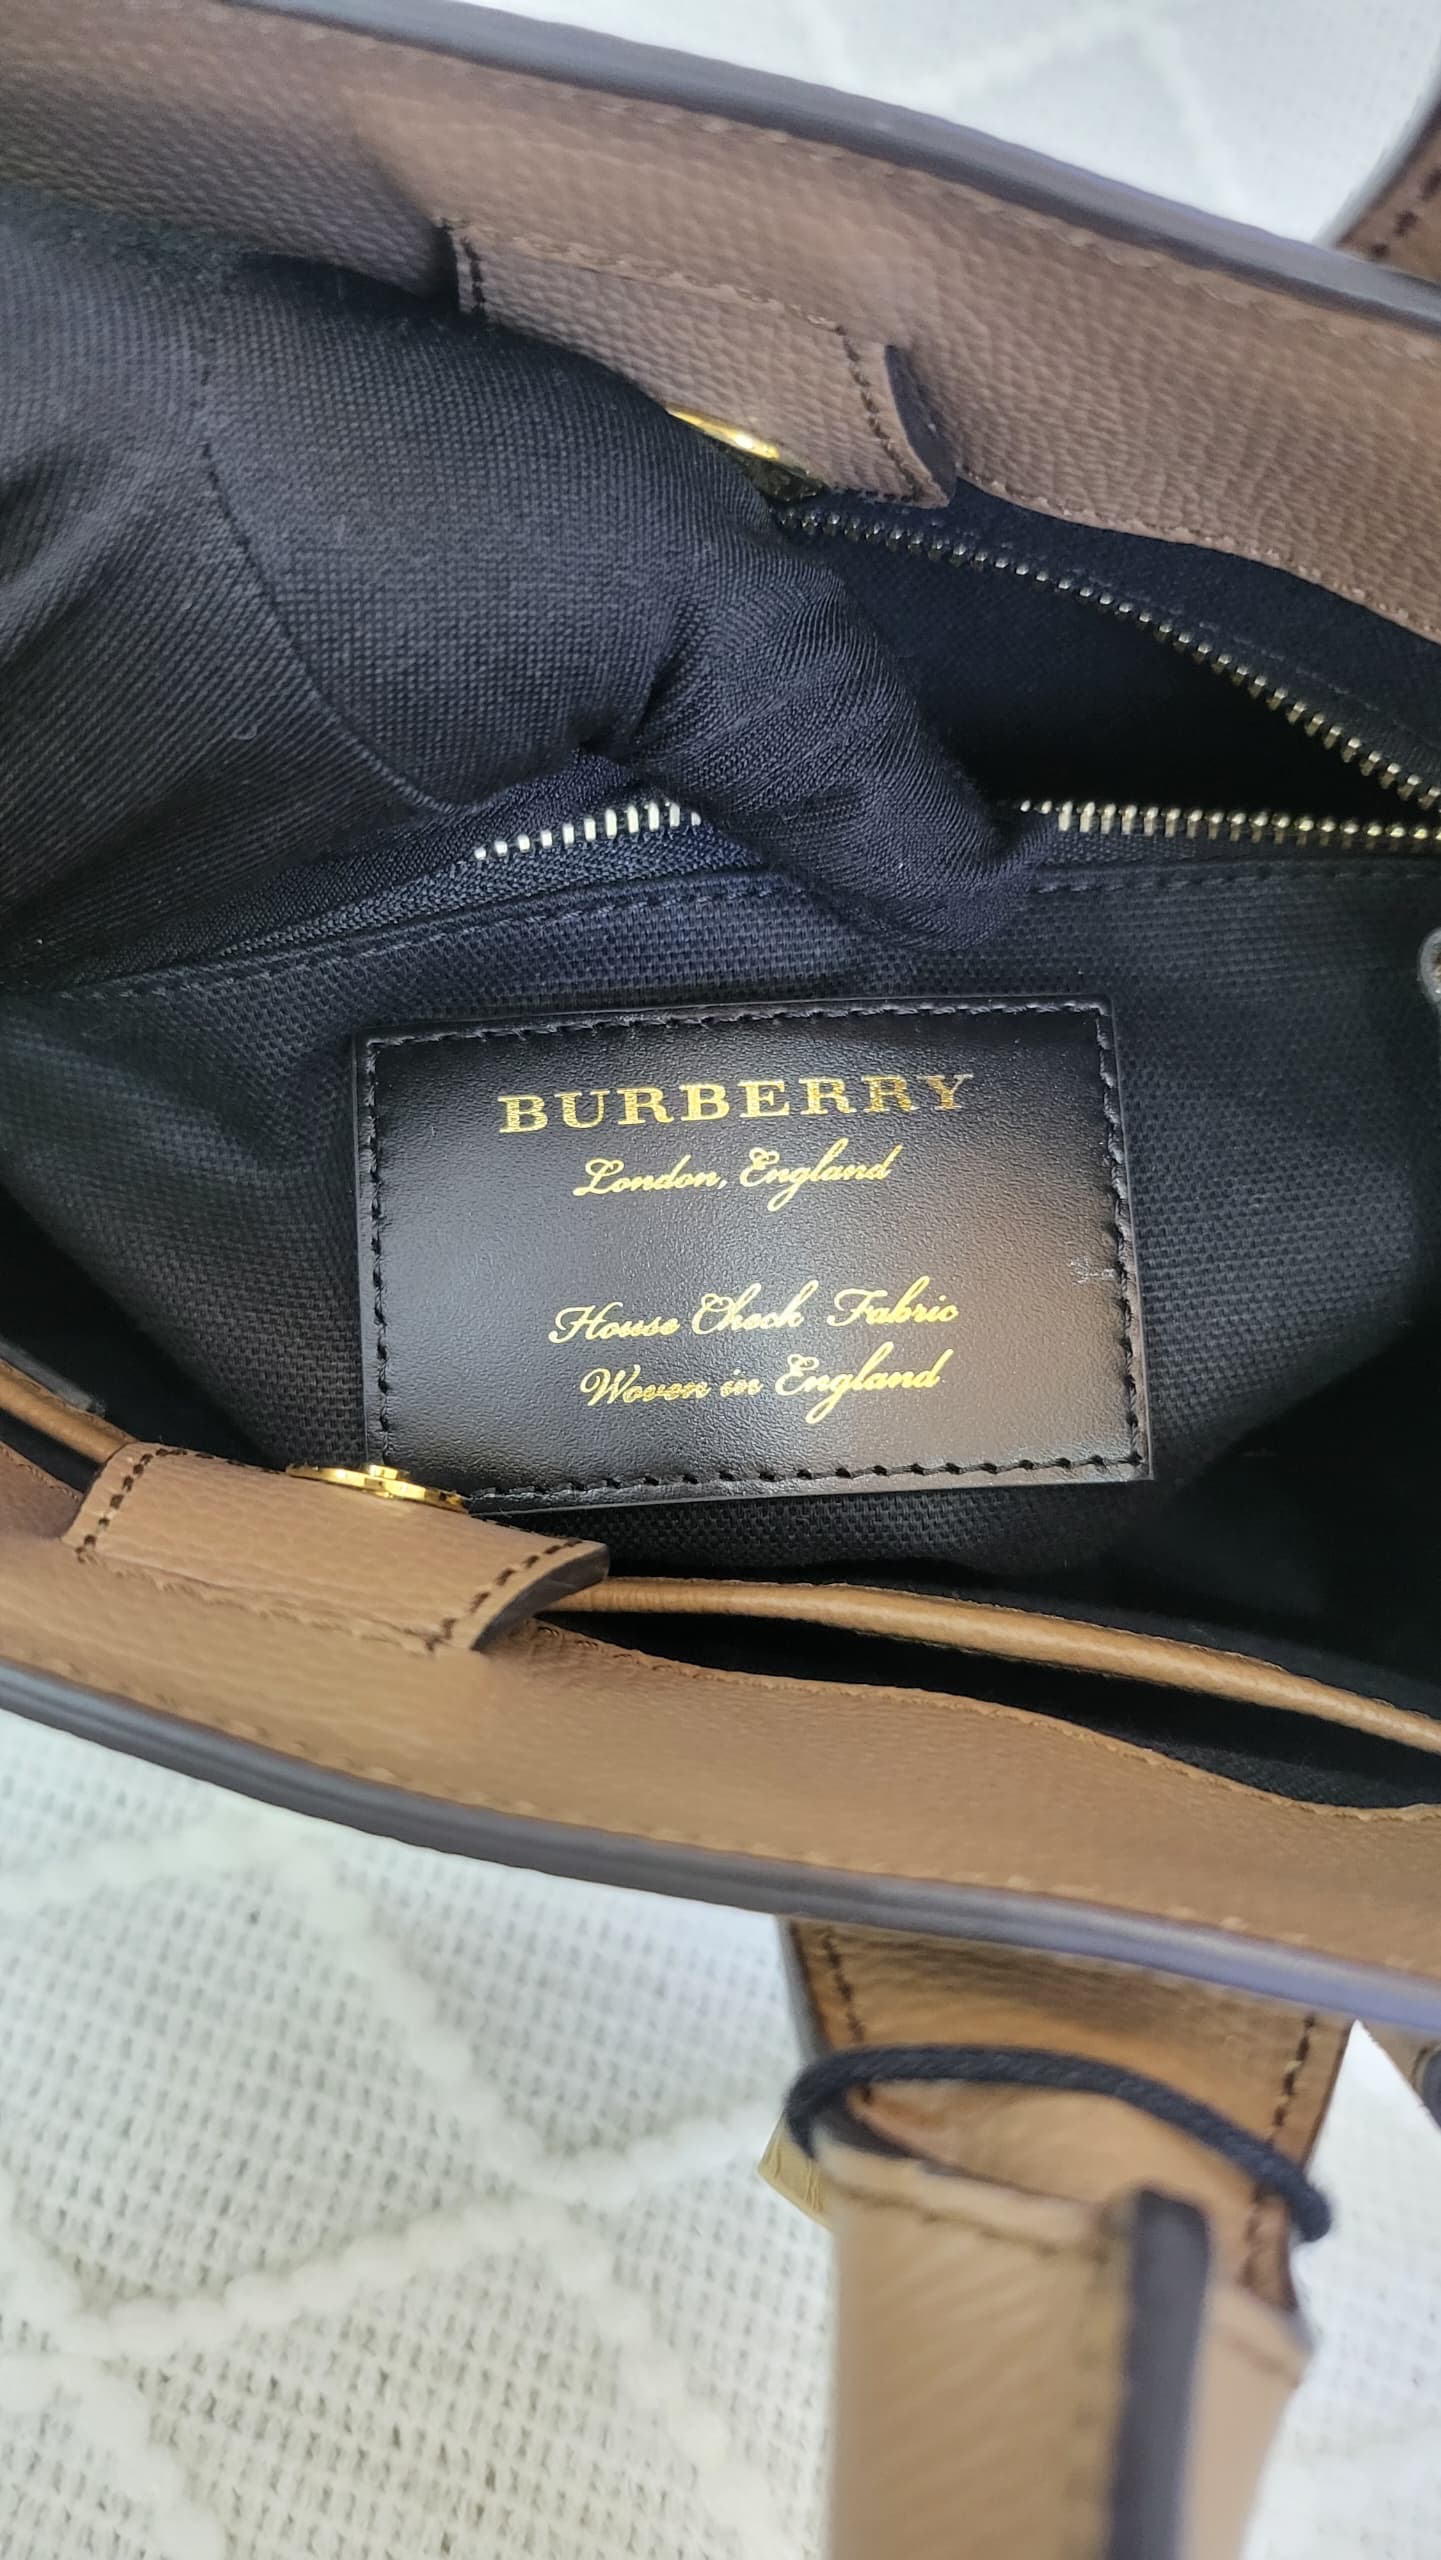 BURBERRY
London, England
House Check Fabric
Woven in England